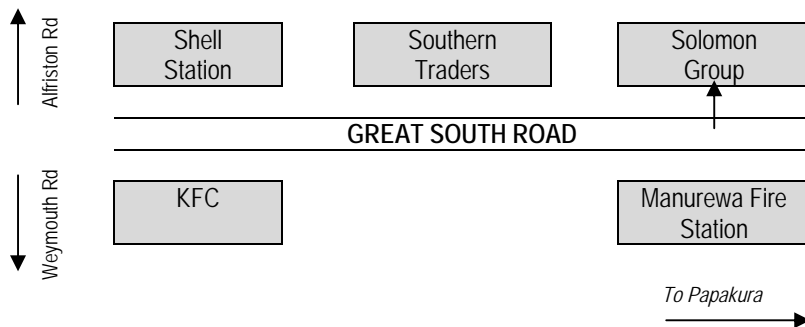 Alfriston Rd
Shell
Station
Southern
Traders
Solomon
Group
GREAT SOUTH ROAD
Weymouth Rd
KFC
Manurewa Fire
Station
To Papakura